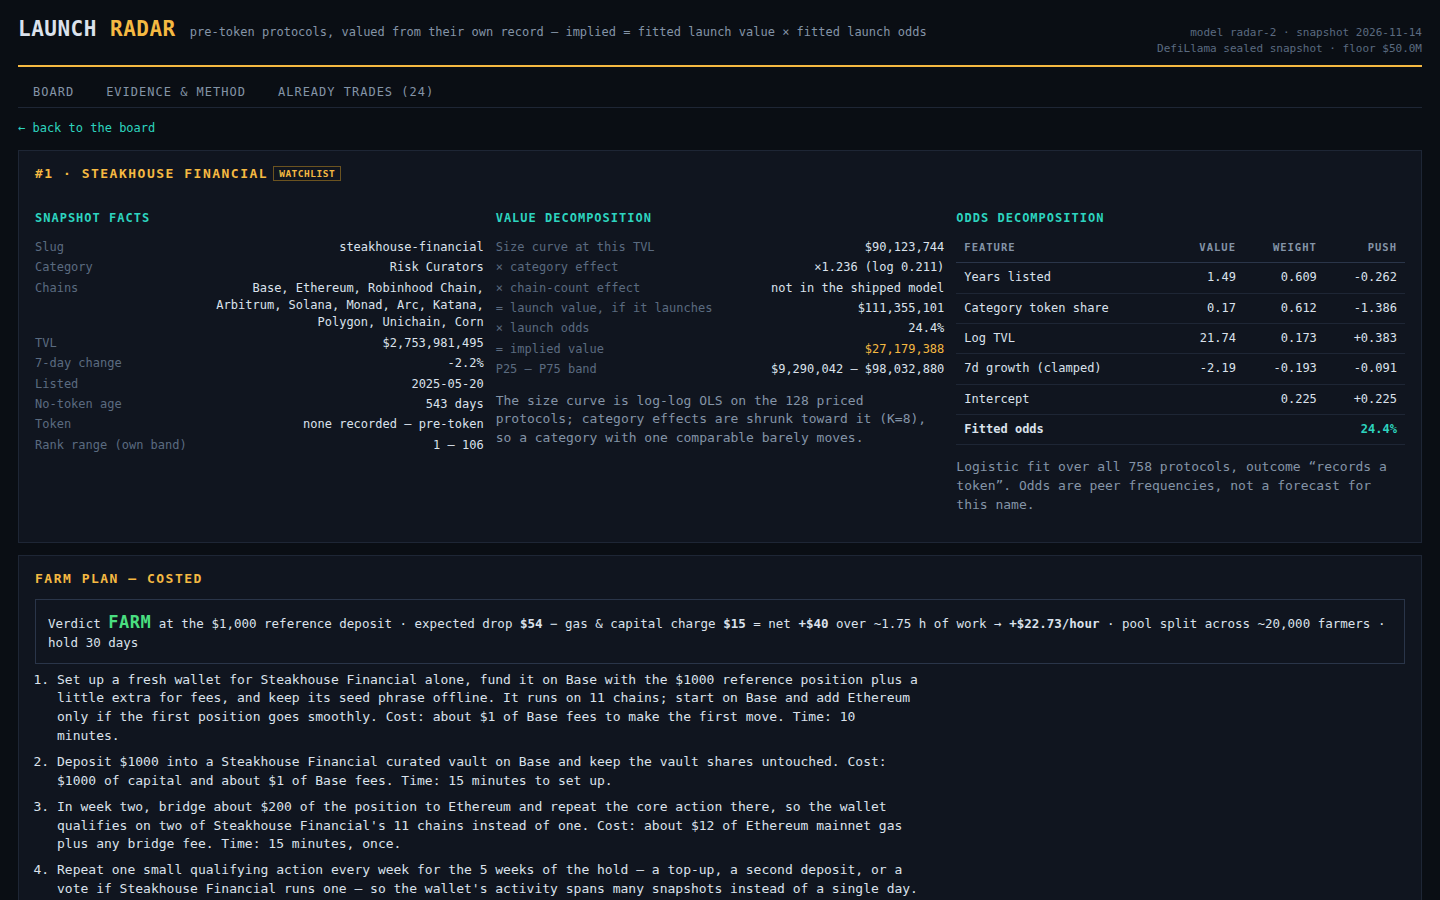 LAUNCH RADAR pre-token protocols, valued from their own record — implied = fitted launch value × fitted launch odds
model radar-2 · snapshot 2026-11-14
DefiLlama sealed snapshot · floor $50.0M
BOARD EVIDENCE & METHOD ALREADY TRADES (24)
← back to the board
#1 · STEAKHOUSE FINANCIAL WATCHLIST
SNAPSHOT FACTS
Slug steakhouse-financial
Category Risk Curators
Chains Base, Ethereum, Robinhood Chain,
Arbitrum, Solana, Monad, Arc, Katana,
Polygon, Unichain, Corn
TVL $2,753,981,495
7-day change -2.2%
Listed 2025-05-20
No-token age 543 days
Token none recorded — pre-token
Rank range (own band) 1 — 106
VALUE DECOMPOSITION
Size curve at this TVL $90,123,744
× category effect ×1.236 (log 0.211)
× chain-count effect not in the shipped model
= launch value, if it launches $111,355,101
× launch odds 24.4%
= implied value $27,179,388
P25 — P75 band $9,290,042 — $98,032,880
The size curve is log-log OLS on the 128 priced
protocols; category effects are shrunk toward it (K=8),
so a category with one comparable barely moves.
ODDS DECOMPOSITION
FEATURE VALUE WEIGHT PUSH
Years listed 1.49 0.609 -0.262
Category token share 0.17 0.612 -1.386
Log TVL 21.74 0.173 +0.383
7d growth (clamped) -2.19 -0.193 -0.091
Intercept 0.225 +0.225
Fitted odds 24.4%
Logistic fit over all 758 protocols, outcome “records a
token”. Odds are peer frequencies, not a forecast for
this name.
FARM PLAN — COSTED
Verdict FARM at the $1,000 reference deposit · expected drop $54 − gas & capital charge $15 = net +$40 over ~1.75 h of work → +$22.73/hour · pool split across ~20,000 farmers ·
hold 30 days
1. Set up a fresh wallet for Steakhouse Financial alone, fund it on Base with the $1000 reference position plus a
little extra for fees, and keep its seed phrase offline. It runs on 11 chains; start on Base and add Ethereum
only if the first position goes smoothly. Cost: about $1 of Base fees to make the first move. Time: 10
minutes.
2. Deposit $1000 into a Steakhouse Financial curated vault on Base and keep the vault shares untouched. Cost:
$1000 of capital and about $1 of Base fees. Time: 15 minutes to set up.
3. In week two, bridge about $200 of the position to Ethereum and repeat the core action there, so the wallet
qualifies on two of Steakhouse Financial's 11 chains instead of one. Cost: about $12 of Ethereum mainnet gas
plus any bridge fee. Time: 15 minutes, once.
4. Repeat one small qualifying action every week for the 5 weeks of the hold — a top-up, a second deposit, or a
vote if Steakhouse Financial runs one — so the wallet's activity spans many snapshots instead of a single day.